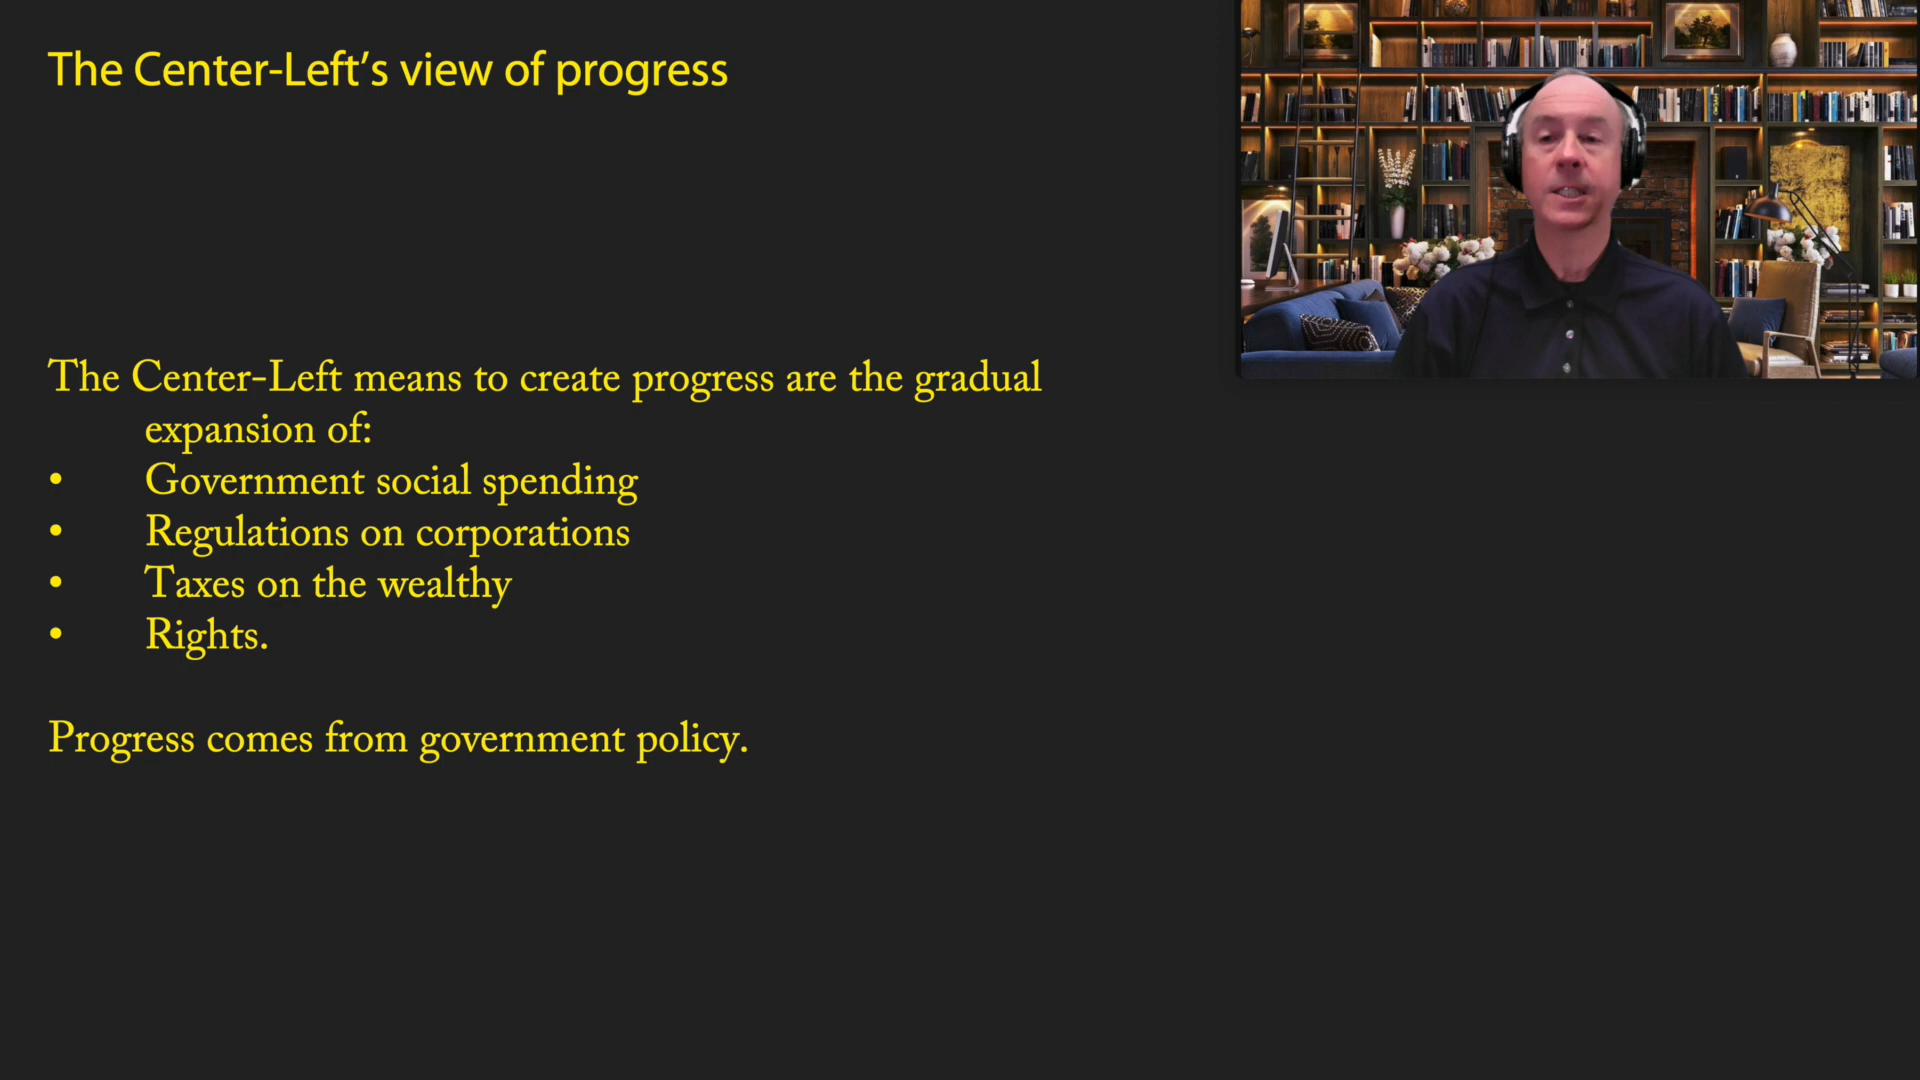 The Center-Left’s view of progress
The Center-Left means to create progress are the gradual
expansion of:
• Government social spending
• Regulations on corporations
• Taxes on the wealthy
• Rights.
Progress comes from government policy.